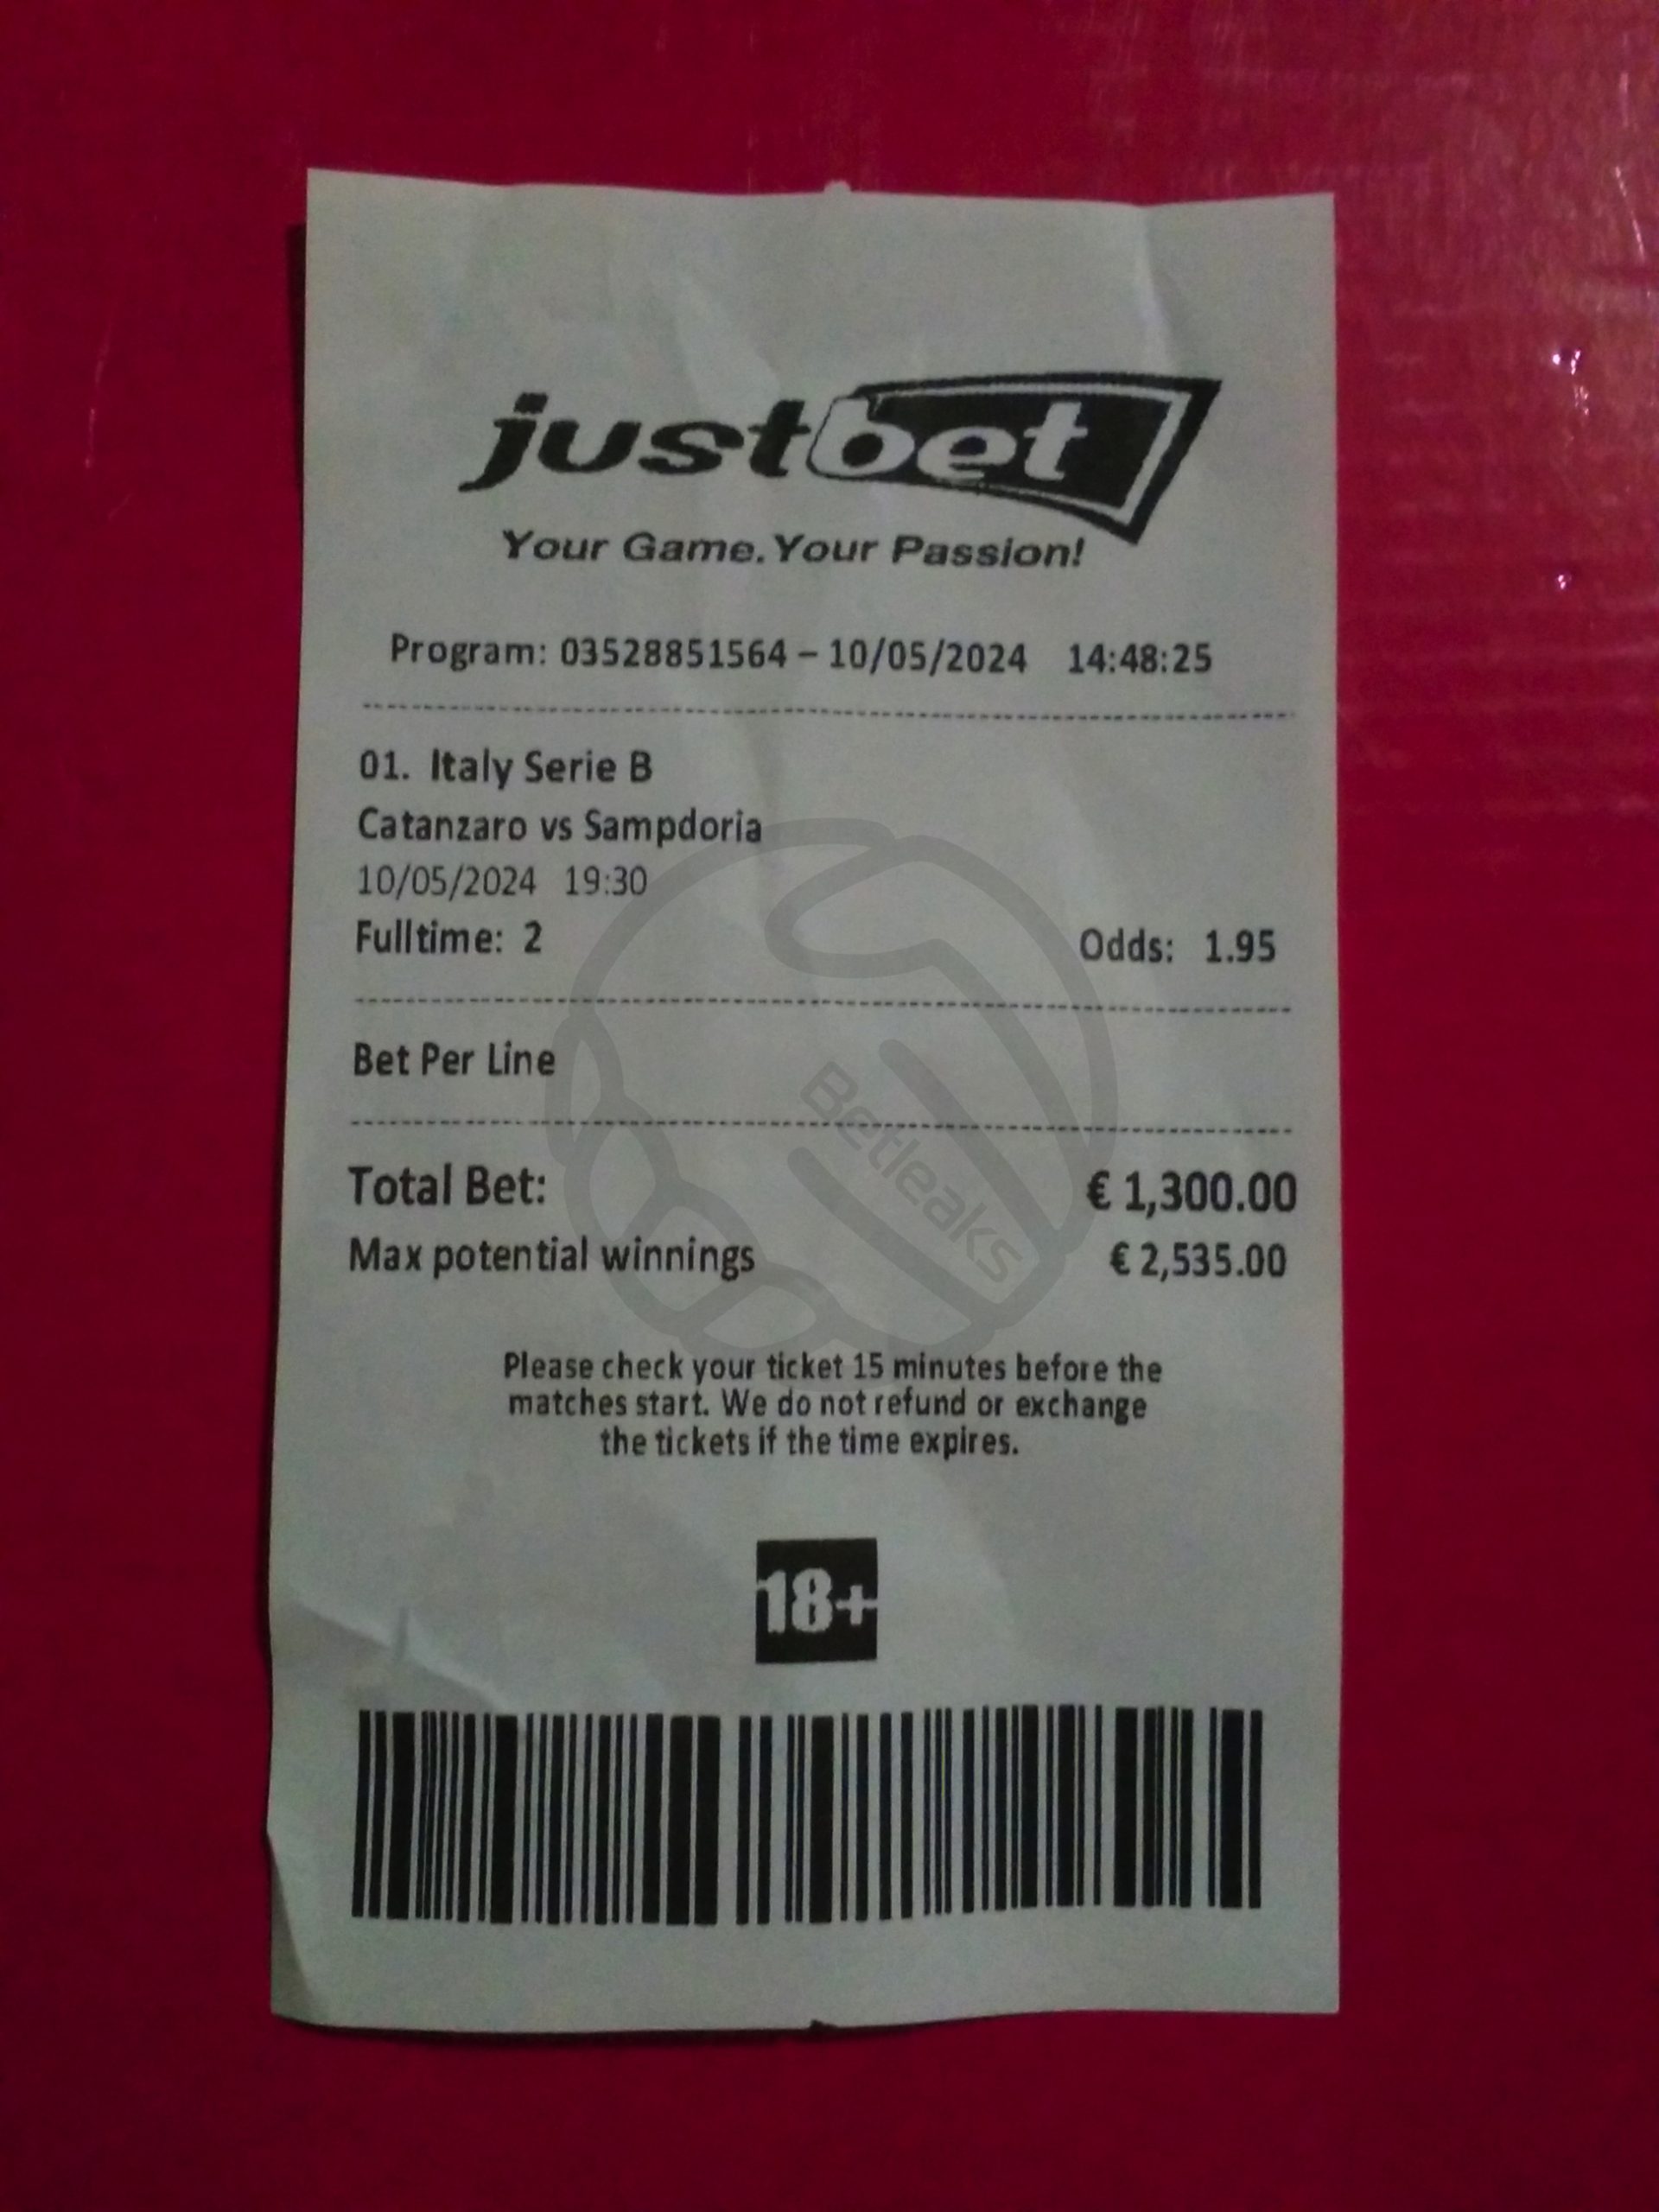 justbet
Your Game. Your Passion!
Program: 03528851564 – 10/05/2024 14:48:25
01. Italy Serie B
Catanzaro vs Sampdoria
10/05/2024 19:30
Fulltime: 2 Odds: 1.95
Bet Per Line
Betleaks
Total Bet: € 1,300.00
Max potential winnings € 2,535.00
Please check your ticket 15 minutes before the
matches start. We do not refund or exchange
the tickets if the time expires.
18+